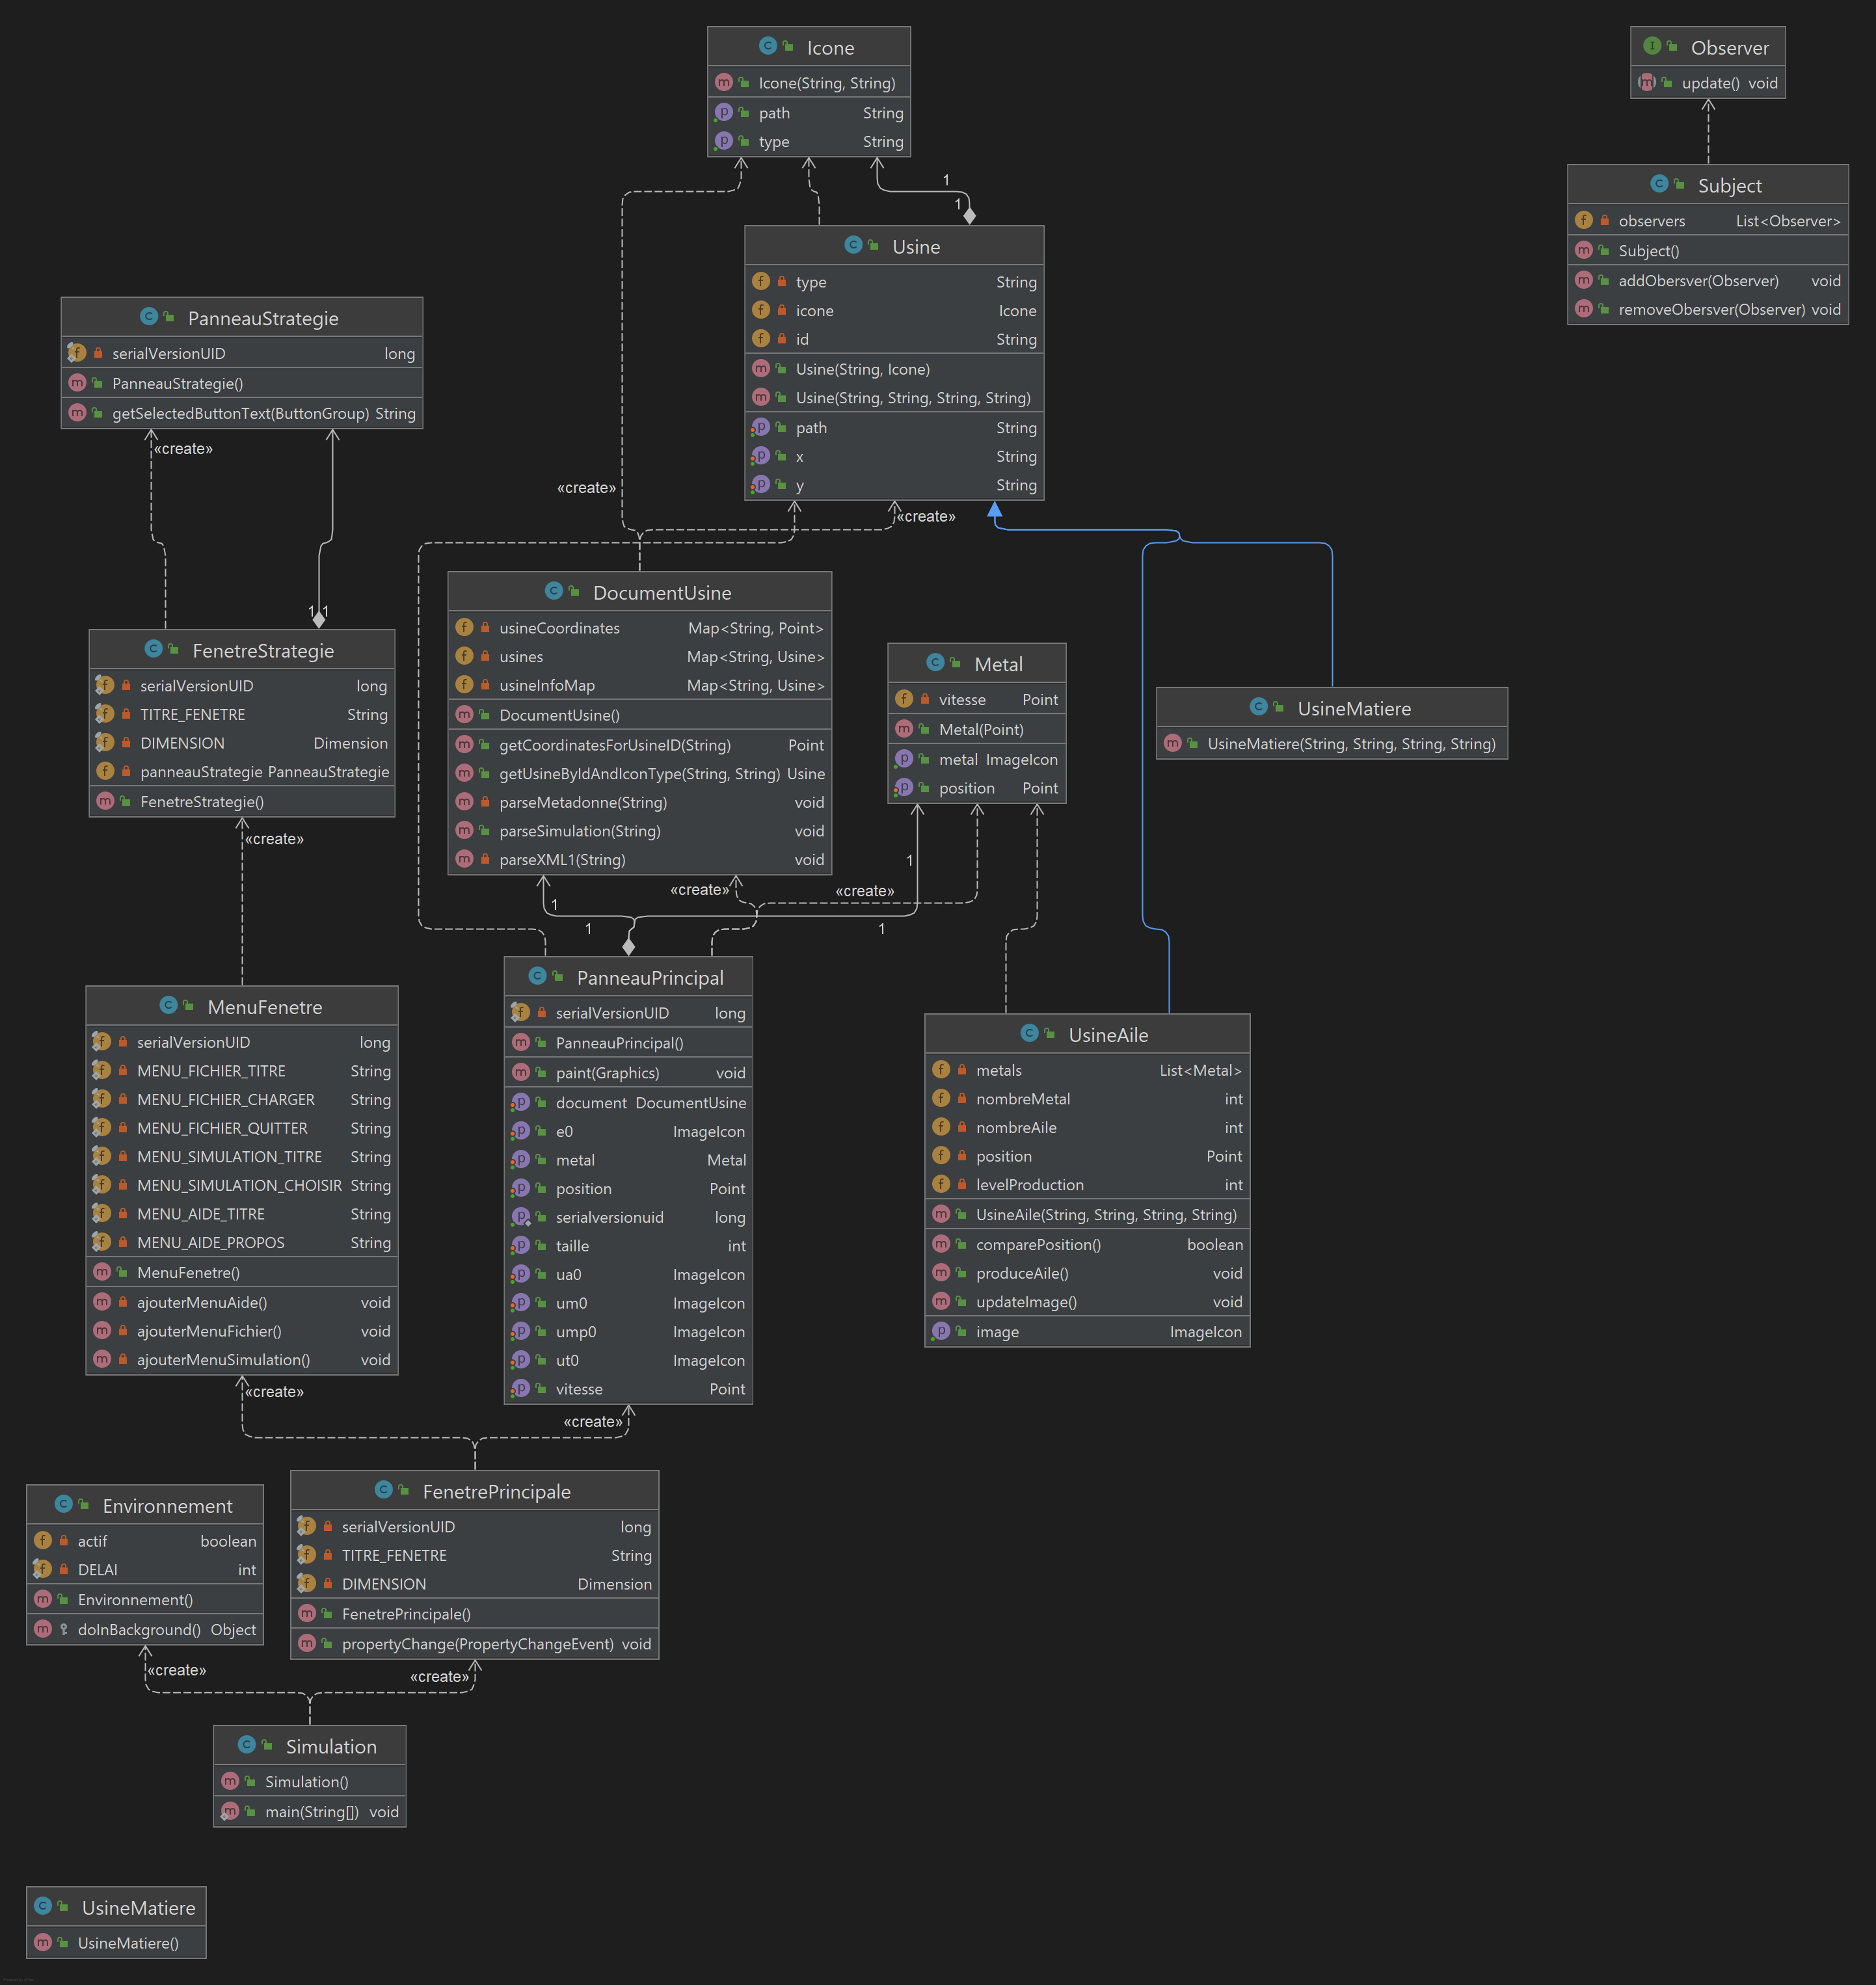 Icone
Icone(String, String)
path String
type String
Observer
update() void
Subject
observers List<Observer>
Subject()
addObersver(Observer) void
removeObersver(Observer) void
1
1
Usine
type String
icone Icone
id String
Usine(String, Icone)
Usine(String, String, String, String)
path String
x String
y String
PanneauStrategie
serialVersionUID long
PanneauStrategie()
getSelectedButtonText(ButtonGroup) String
«create»
«create»
«create»
1
1
FenetreStrategie
serialVersionUID long
TITRE_FENETRE String
DIMENSION Dimension
panneauStrategie PanneauStrategie
FenetreStrategie()
«create»
DocumentUsine
usineCoordinates Map<String, Point>
usines Map<String, Usine>
usineInfoMap Map<String, Usine>
DocumentUsine()
getCoordinatesForUsineID(String) Point
getUsineByIdAndIconType(String, String) Usine
parseMetadonne(String) void
parseSimulation(String) void
parseXML1(String) void
Metal
vitesse Point
Metal(Point)
metal ImageIcon
position Point
UsineMatiere
UsineMatiere(String, String, String, String)
1
«create»
«create»
1
1
1
MenuFenetre
serialVersionUID long
MENU_FICHIER_TITRE String
MENU_FICHIER_CHARGER String
MENU_FICHIER_QUITTER String
MENU_SIMULATION_TITRE String
MENU_SIMULATION_CHOISIR String
MENU_AIDE_TITRE String
MENU_AIDE_PROPOS String
MenuFenetre()
ajouterMenuAide() void
ajouterMenuFichier() void
ajouterMenuSimulation() void
«create»
PanneauPrincipal
serialVersionUID long
PanneauPrincipal()
paint(Graphics) void
document DocumentUsine
e0 ImageIcon
metal Metal
position Point
serialversionuid long
taille int
ua0 ImageIcon
um0 ImageIcon
ump0 ImageIcon
ut0 ImageIcon
vitesse Point
«create»
UsineAile
metals List<Metal>
nombreMetal int
nombreAile int
position Point
levelProduction int
UsineAile(String, String, String, String)
comparePosition() boolean
produceAile() void
updateImage() void
image ImageIcon
Environnement
actif boolean
DELAI int
Environnement()
doInBackground() Object
«create»
FenetrePrincipale
serialVersionUID long
TITRE_FENETRE String
DIMENSION Dimension
FenetrePrincipale()
propertyChange(PropertyChangeEvent) void
«create»
Simulation
Simulation()
main(String[]) void
UsineMatiere
UsineMatiere()